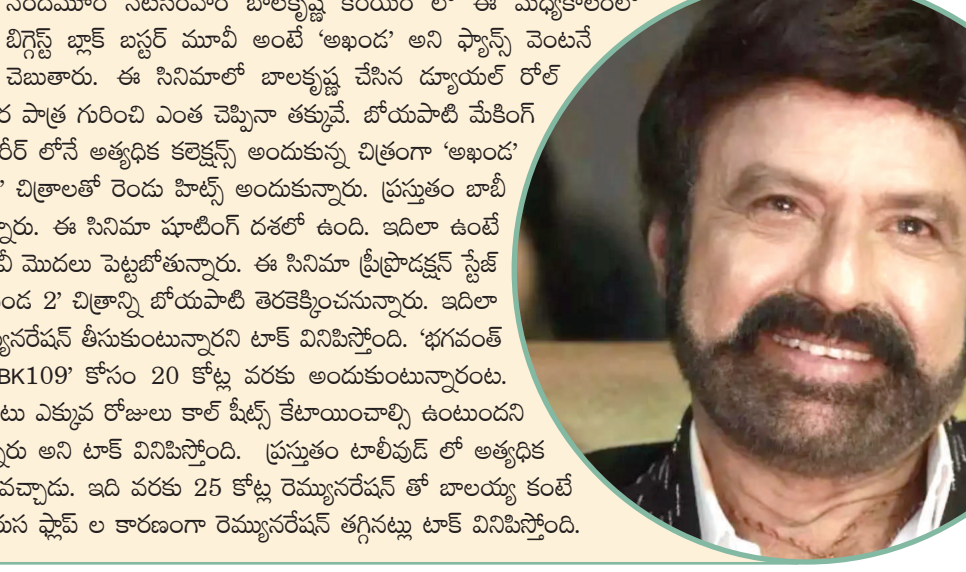 నందమూరి నటసింహం బాలకృష్ణ కెరియర్ లో ఈ మధ్యకాలంలో
బిగ్గెస్ట్ బ్లాక్ బస్టర్ మూవీ అంటే ‘అఖండ’ అని ఫ్యాన్స్ వెంటనే
చెబుతారు. ఈ సినిమాలో బాలకృష్ణ చేసిన డ్యూయల్ రోల్
ర పాత్ర గురించి ఎంత చెప్పినా తక్కువే. బోయపాటి మేకింగ్
రీర్ లోనే అత్యధిక కలెక్షన్స్ అందుకున్న చిత్రంగా ‘అఖండ’
’ చిత్రాలతో రెండు హిట్స్ అందుకున్నారు. ప్రస్తుతం బాబీ
న్నారు. ఈ సినిమా షూటింగ్ దశలో ఉంది. ఇదిలా ఉంటే
వీ మొదలు పెట్టబోతున్నారు. ఈ సినిమా ప్రీప్రొడక్షన్ స్టేజ్
ండ 2’ చిత్రాన్ని బోయపాటి తెరకెక్కించనున్నారు. ఇదిలా
్యునరేషన్ తీసుకుంటున్నారని టాక్ వినిపిస్తోంది. ‘భగవంత్
BK109’ కోసం 20 కోట్ల వరకు అందుకుంటున్నారంట.
టు ఎక్కువ రోజులు కాల్ షీట్స్ కేటాయించాల్సి ఉంటుందని
న్నరు అని టాక్ వినిపిస్తోంది. ప్రస్తుతం టాలీవుడ్ లో అత్యధిక
వచ్చాడు. ఇది వరకు 25 కోట్ల రెమ్యునరేషన్ తో బాలయ్య కంటే
రుస ఫ్లాప్ ల కారణంగా రెమ్యునరేషన్ తగ్గినట్లు టాక్ వినిపిస్తోంది.